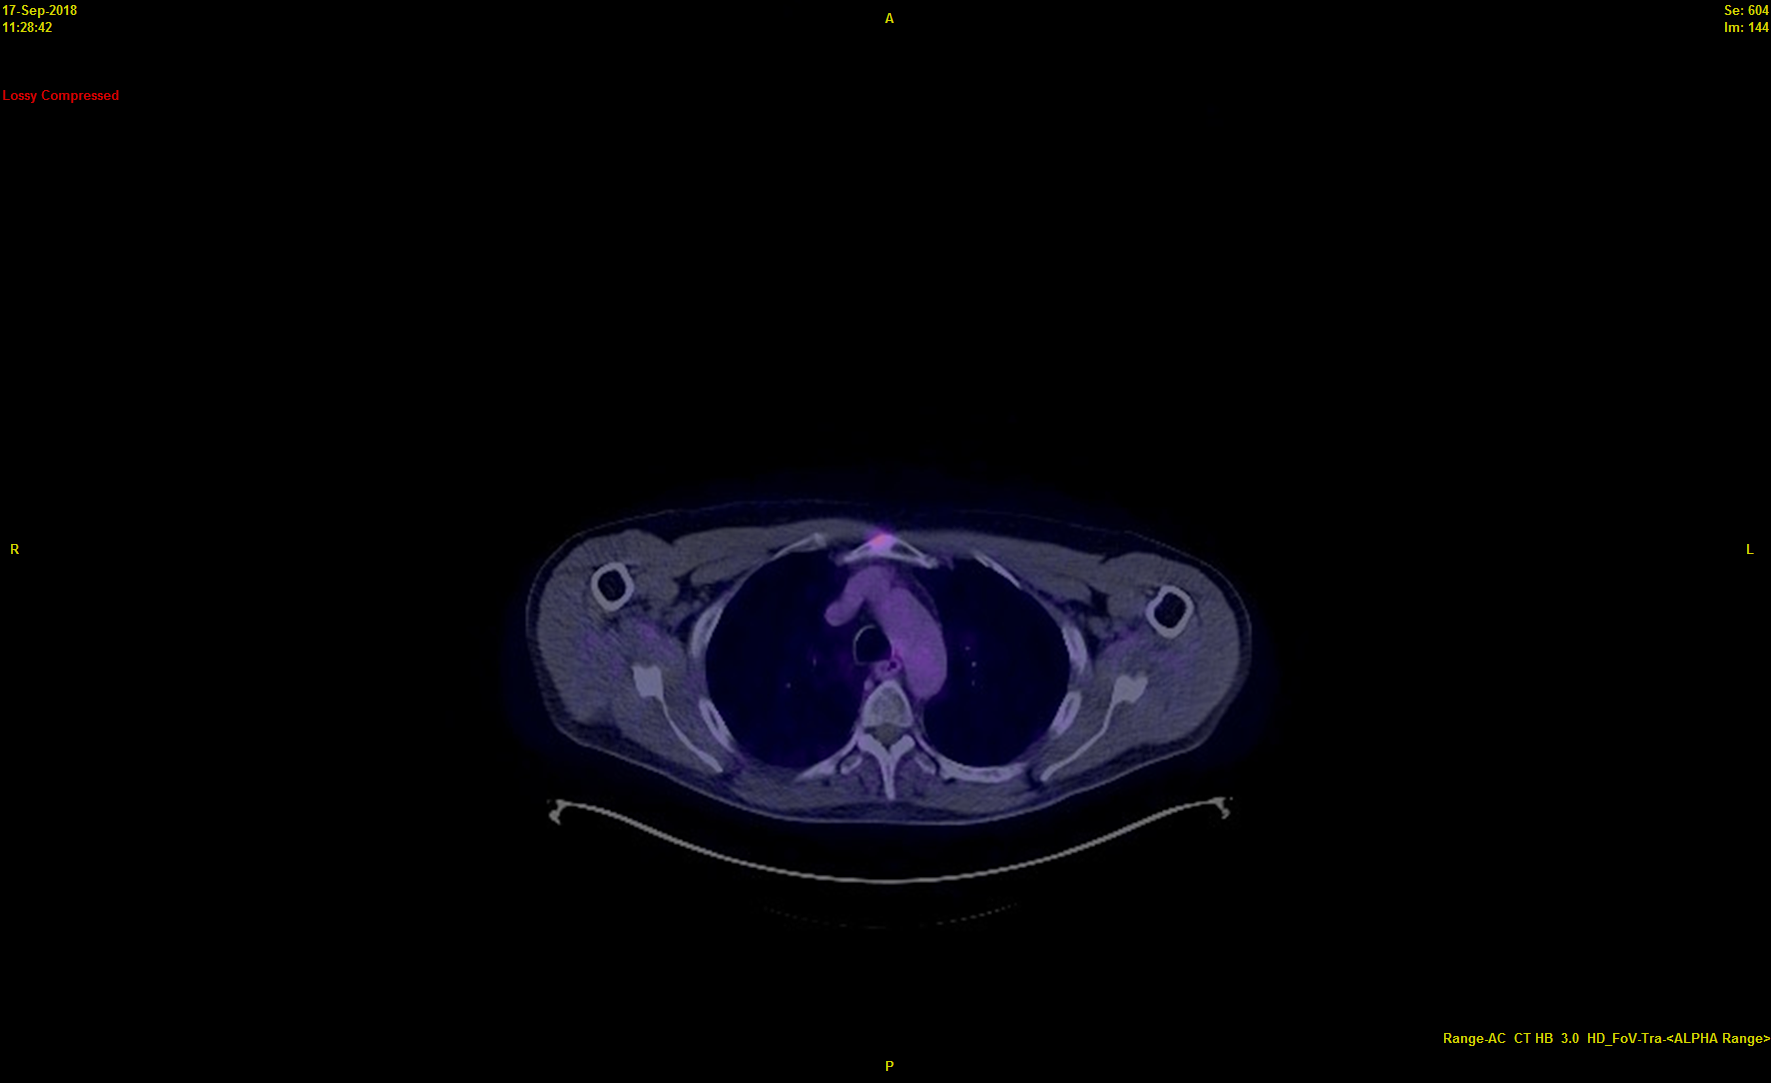 17-Sep-2018
11:28:42
Se: 604
Im: 144
A
Lossy Compressed
R
L
Range-AC  CT HB  3.0  HD_FoV-Tra-<ALPHA Range>
P